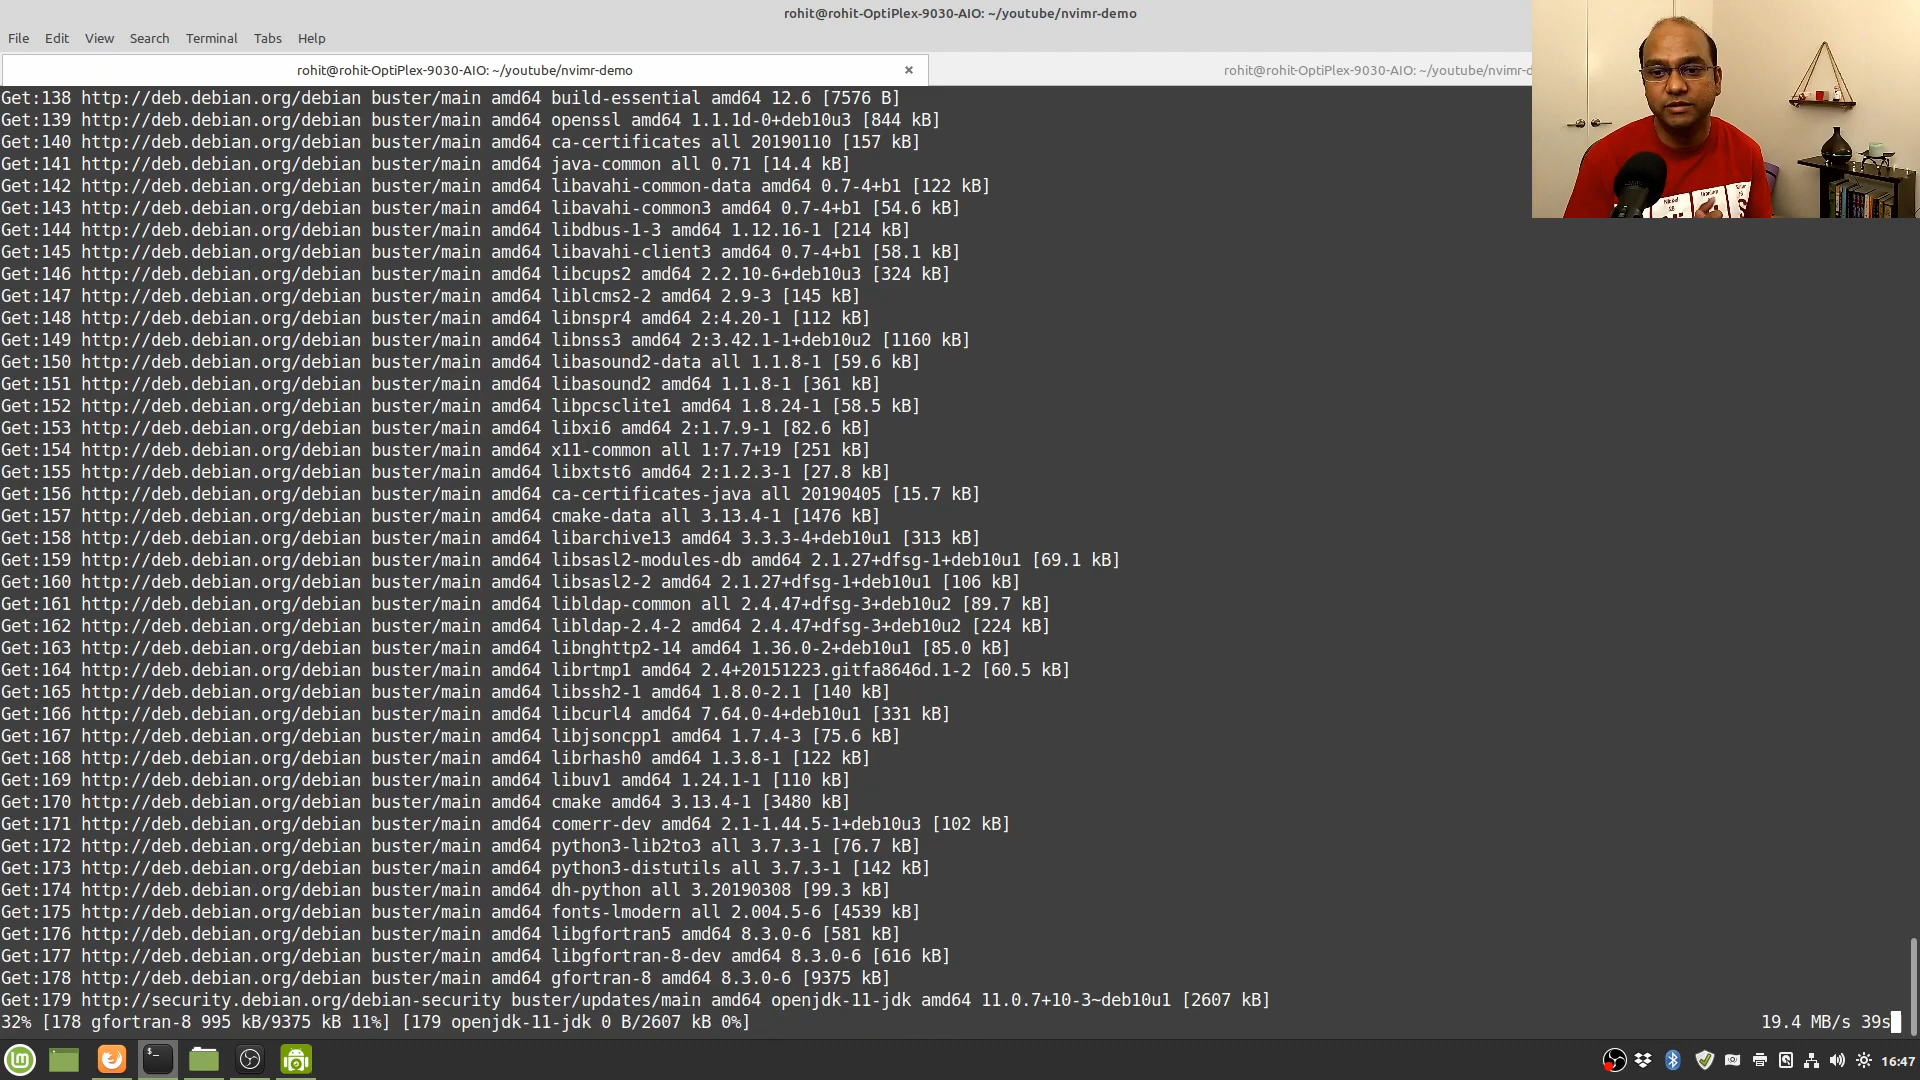 rohit@rohit-OptiPlex-9030-AIO: ~/youtube/nvimr-demo
File Edit View Search Terminal Tabs Help
rohit@rohit-OptiPlex-9030-AIO: ~/youtube/nvimr-demo ×
rohit@rohit-OptiPlex-9030-AIO: ~/youtube/nvimr-d
Get:138 http://deb.debian.org/debian buster/main amd64 build-essential amd64 12.6 [7576 B]
Get:139 http://deb.debian.org/debian buster/main amd64 openssl amd64 1.1.1d-0+deb10u3 [844 kB]
Get:140 http://deb.debian.org/debian buster/main amd64 ca-certificates all 20190110 [157 kB]
Get:141 http://deb.debian.org/debian buster/main amd64 java-common all 0.71 [14.4 kB]
Get:142 http://deb.debian.org/debian buster/main amd64 libavahi-common-data amd64 0.7-4+b1 [122 kB]
Get:143 http://deb.debian.org/debian buster/main amd64 libavahi-common3 amd64 0.7-4+b1 [54.6 kB]
Get:144 http://deb.debian.org/debian buster/main amd64 libdbus-1-3 amd64 1.12.16-1 [214 kB]
Get:145 http://deb.debian.org/debian buster/main amd64 libavahi-client3 amd64 0.7-4+b1 [58.1 kB]
Get:146 http://deb.debian.org/debian buster/main amd64 libcups2 amd64 2.2.10-6+deb10u3 [324 kB]
Get:147 http://deb.debian.org/debian buster/main amd64 liblcms2-2 amd64 2.9-3 [145 kB]
Get:148 http://deb.debian.org/debian buster/main amd64 libnspr4 amd64 2:4.20-1 [112 kB]
Get:149 http://deb.debian.org/debian buster/main amd64 libnss3 amd64 2:3.42.1-1+deb10u2 [1160 kB]
Get:150 http://deb.debian.org/debian buster/main amd64 libasound2-data all 1.1.8-1 [59.6 kB]
Get:151 http://deb.debian.org/debian buster/main amd64 libasound2 amd64 1.1.8-1 [361 kB]
Get:152 http://deb.debian.org/debian buster/main amd64 libpcsclite1 amd64 1.8.24-1 [58.5 kB]
Get:153 http://deb.debian.org/debian buster/main amd64 libxi6 amd64 2:1.7.9-1 [82.6 kB]
Get:154 http://deb.debian.org/debian buster/main amd64 x11-common all 1:7.7+19 [251 kB]
Get:155 http://deb.debian.org/debian buster/main amd64 libxtst6 amd64 2:1.2.3-1 [27.8 kB]
Get:156 http://deb.debian.org/debian buster/main amd64 ca-certificates-java all 20190405 [15.7 kB]
Get:157 http://deb.debian.org/debian buster/main amd64 cmake-data all 3.13.4-1 [1476 kB]
Get:158 http://deb.debian.org/debian buster/main amd64 libarchive13 amd64 3.3.3-4+deb10u1 [313 kB]
Get:159 http://deb.debian.org/debian buster/main amd64 libsasl2-modules-db amd64 2.1.27+dfsg-1+deb10u1 [69.1 kB]
Get:160 http://deb.debian.org/debian buster/main amd64 libsasl2-2 amd64 2.1.27+dfsg-1+deb10u1 [106 kB]
Get:161 http://deb.debian.org/debian buster/main amd64 libldap-common all 2.4.47+dfsg-3+deb10u2 [89.7 kB]
Get:162 http://deb.debian.org/debian buster/main amd64 libldap-2.4-2 amd64 2.4.47+dfsg-3+deb10u2 [224 kB]
Get:163 http://deb.debian.org/debian buster/main amd64 libnghttp2-14 amd64 1.36.0-2+deb10u1 [85.0 kB]
Get:164 http://deb.debian.org/debian buster/main amd64 librtmp1 amd64 2.4+20151223.gitfa8646d.1-2 [60.5 kB]
Get:165 http://deb.debian.org/debian buster/main amd64 libssh2-1 amd64 1.8.0-2.1 [140 kB]
Get:166 http://deb.debian.org/debian buster/main amd64 libcurl4 amd64 7.64.0-4+deb10u1 [331 kB]
Get:167 http://deb.debian.org/debian buster/main amd64 libjsoncpp1 amd64 1.7.4-3 [75.6 kB]
Get:168 http://deb.debian.org/debian buster/main amd64 librhash0 amd64 1.3.8-1 [122 kB]
Get:169 http://deb.debian.org/debian buster/main amd64 libuv1 amd64 1.24.1-1 [110 kB]
Get:170 http://deb.debian.org/debian buster/main amd64 cmake amd64 3.13.4-1 [3480 kB]
Get:171 http://deb.debian.org/debian buster/main amd64 comerr-dev amd64 2.1-1.44.5-1+deb10u3 [102 kB]
Get:172 http://deb.debian.org/debian buster/main amd64 python3-lib2to3 all 3.7.3-1 [76.7 kB]
Get:173 http://deb.debian.org/debian buster/main amd64 python3-distutils all 3.7.3-1 [142 kB]
Get:174 http://deb.debian.org/debian buster/main amd64 dh-python all 3.20190308 [99.3 kB]
Get:175 http://deb.debian.org/debian buster/main amd64 fonts-lmodern all 2.004.5-6 [4539 kB]
Get:176 http://deb.debian.org/debian buster/main amd64 libgfortran5 amd64 8.3.0-6 [581 kB]
Get:177 http://deb.debian.org/debian buster/main amd64 libgfortran-8-dev amd64 8.3.0-6 [616 kB]
Get:178 http://deb.debian.org/debian buster/main amd64 gfortran-8 amd64 8.3.0-6 [9375 kB]
Get:179 http://security.debian.org/debian-security buster/updates/main amd64 openjdk-11-jdk amd64 11.0.7+10-3~deb10u1 [2607 kB]
32% [178 gfortran-8 995 kB/9375 kB 11%] [179 openjdk-11-jdk 0 B/2607 kB 0%] 19.4 MB/s 39s
16:47